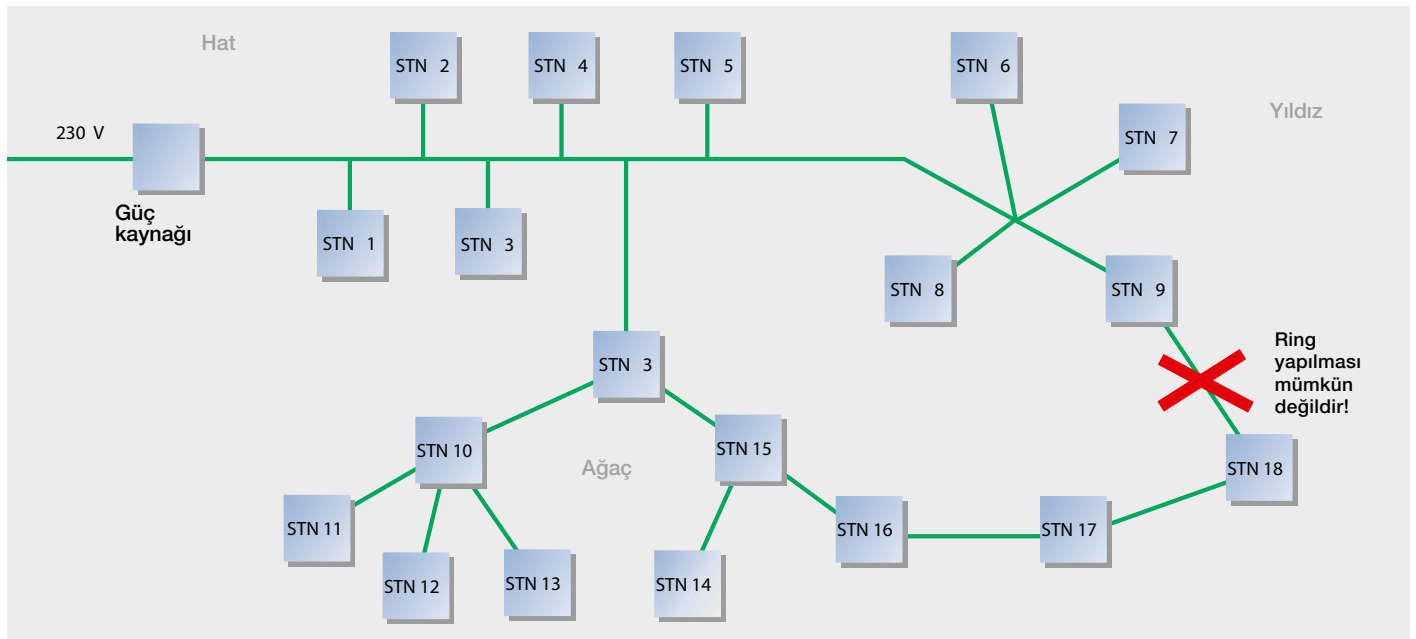 Hat
STN 2
STN 4
STN 5
STN 6
Yıldız
230 V
STN 7
Güç
kaynağı
STN 1
STN 3
STN 8
STN 9
Ring
yapılması
mümkün
değildir!
STN 3
STN 10
STN 15
Ağaç
STN 18
STN 11
STN 16
STN 17
STN 12
STN 13
STN 14